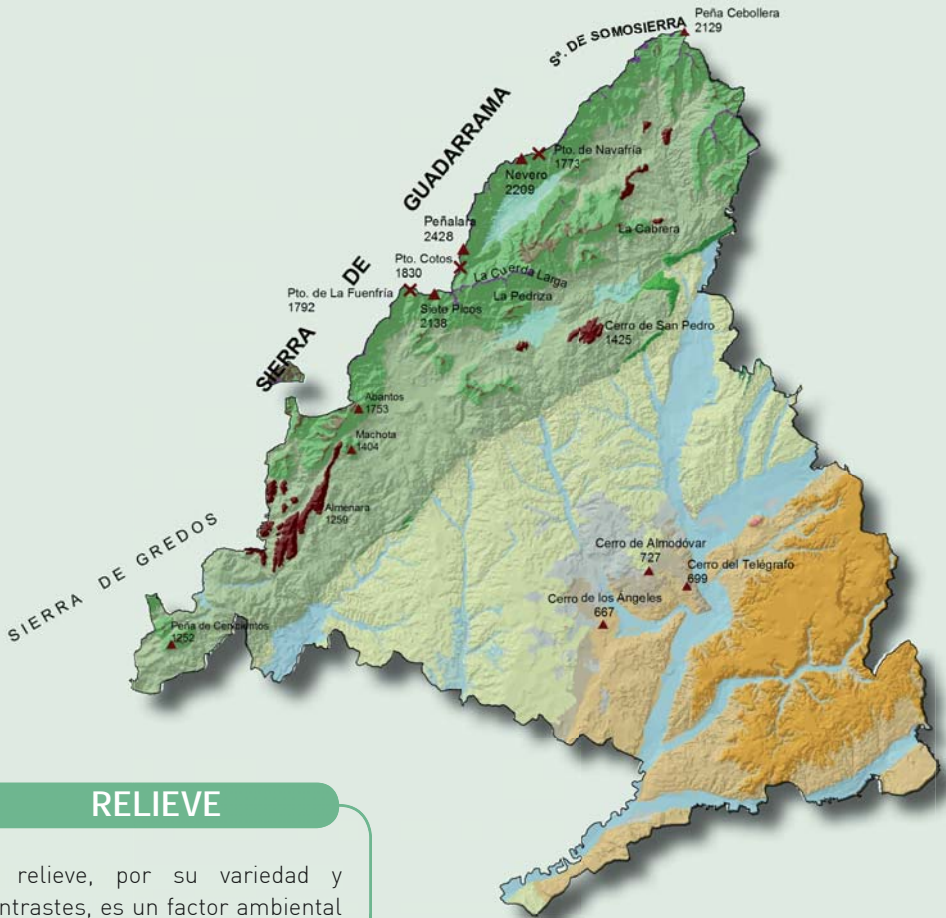 Peña Cebollera
2129
Sª. DE SOMOSIERRA
SIERRA DE GUADARRAMA
Pto. de Navafría
1773
Nevero
2209
Peñalara
2428
La Cabrera
Pto. Cotos
1830
La Cuerda Larga
Pto. de La Fuenfría
1792
La Pedriza
Siete Picos
2138
Cerro de San Pedro
1425
Abantos
1753
Machota
1404
Almenara
1259
SIERRA DE GREDOS
Cerro de Almodóvar
727
Cerro del Telégrafo
699
Cerro de los Ángeles
667
Peña de Cenicientos
1252
RELIEVE
relieve, por su variedad y
ntrastes, es un factor ambiental